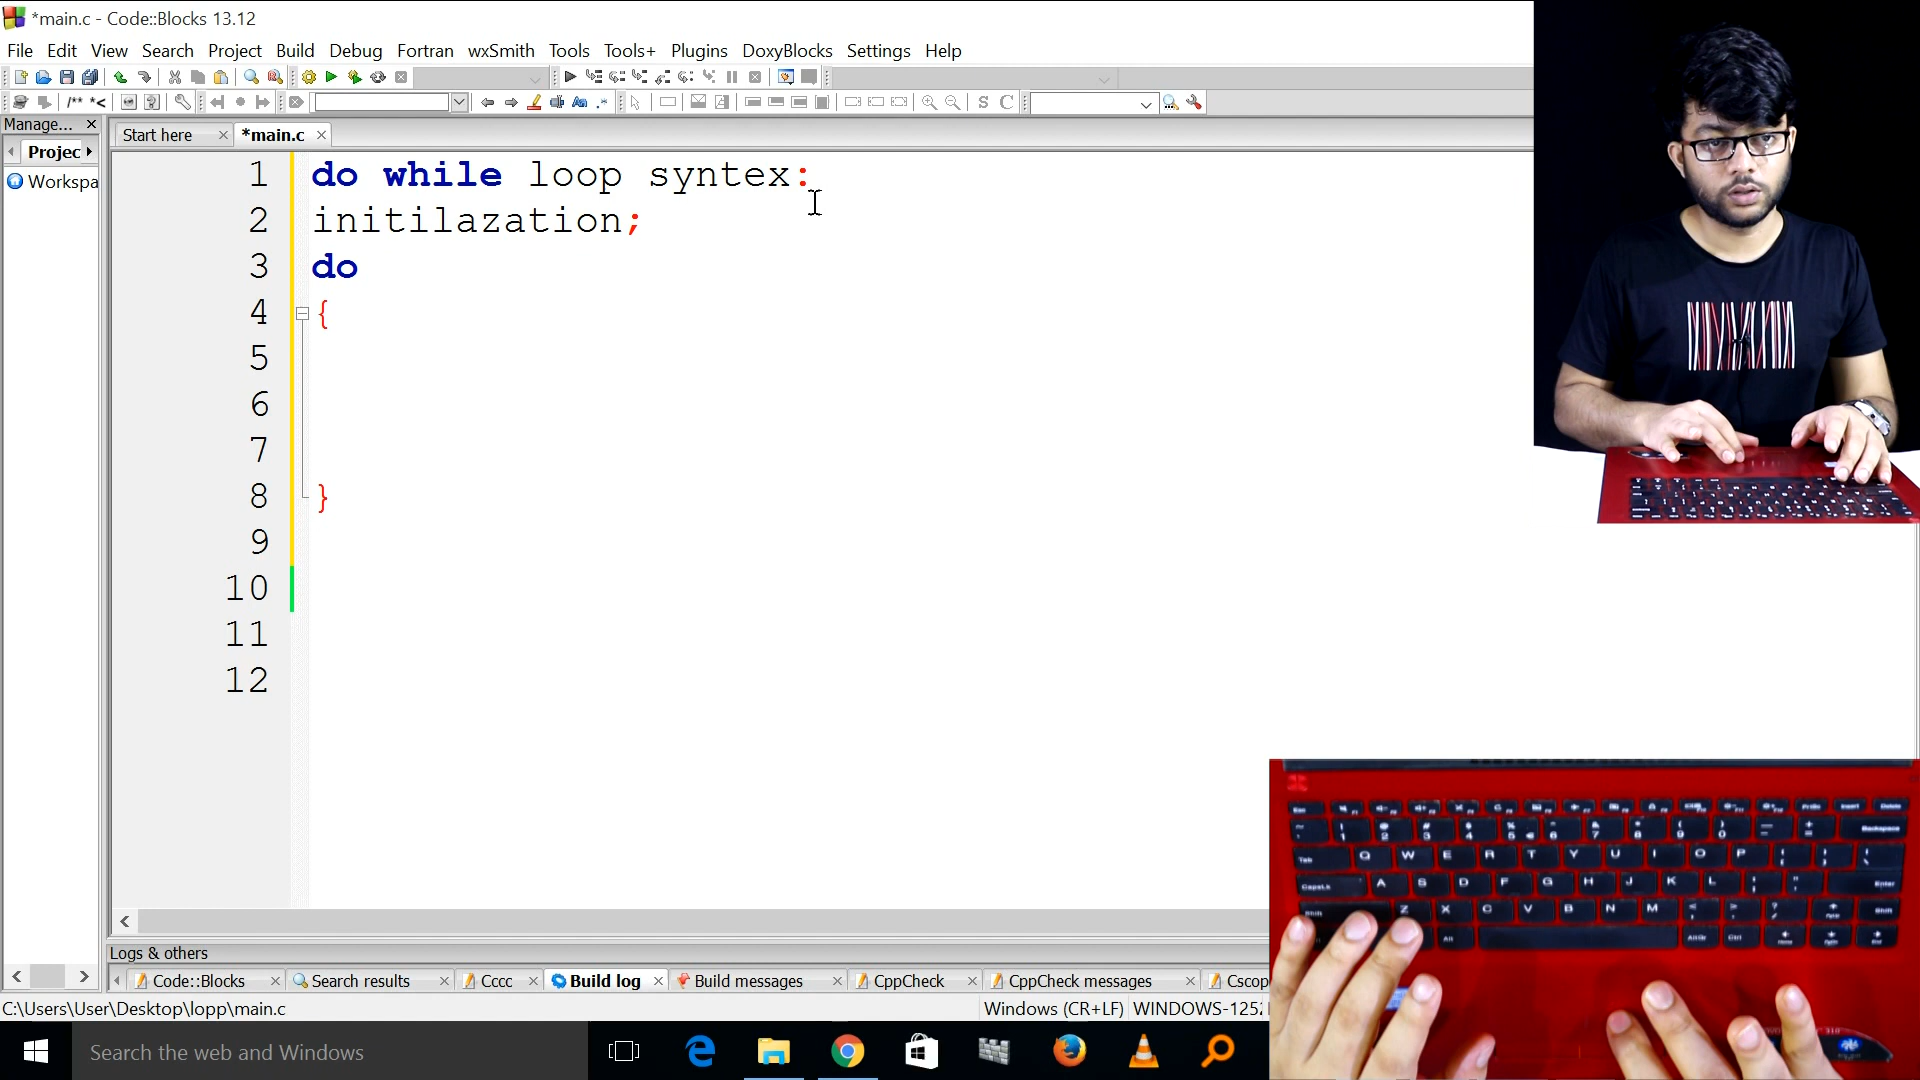 *main.c - Code::Blocks 13.12
File Edit View Search Project Build Debug Fortran wxSmith Tools Tools+ Plugins DoxyBlocks Settings Help
/** *<
S C
Manage...
Start here
*main.c
Projec
Workspa
1 do while loop syntex:
2 initilazation;
3 do
4 {
5
6
7
8 }
9
10
11
12
Logs & others
Code::Blocks
Search results
Cccc
Build log
Build messages
CppCheck
CppCheck messages
Cscop
C:\Users\User\Desktop\lopp\main.c
Windows (CR+LF)
WINDOWS-1252
Search the web and Windows
Q W E R T Y U I O P
A S D F G H J K L
Z X C V B N M